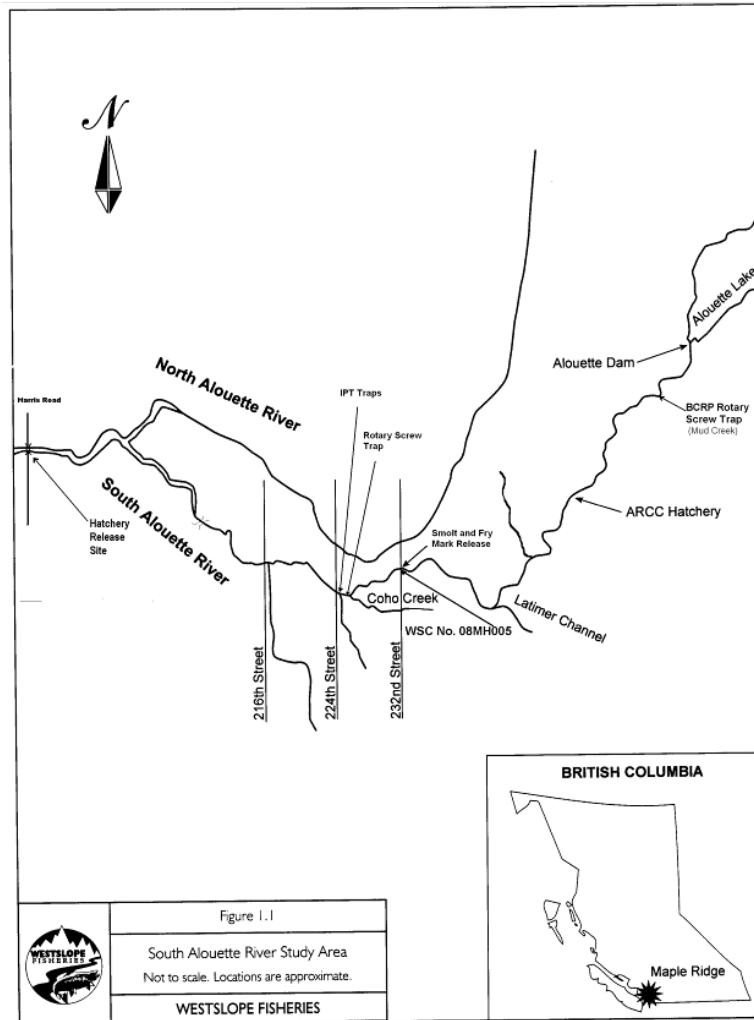 N
Alouette Lake
Alouette Dam
North Alouette River
IPT Traps
BCRP Rotary
Screw Trap
(Mud Creek)
Harris Road
Rotary Screw
Trap
South Alouette River
ARCC Hatchery
Hatchery
Release
Site
Smolt and Fry
Mark Release
Coho Creek
Latimer Channel
WSC No. 08MH005
216th Street
224th Street
232nd Street
BRITISH COLUMBIA
Maple Ridge
WESTSLOPE
FISHERIES
Figure 1.1
South Alouette River Study Area
Not to scale. Locations are approximate.
WESTSLOPE FISHERIES